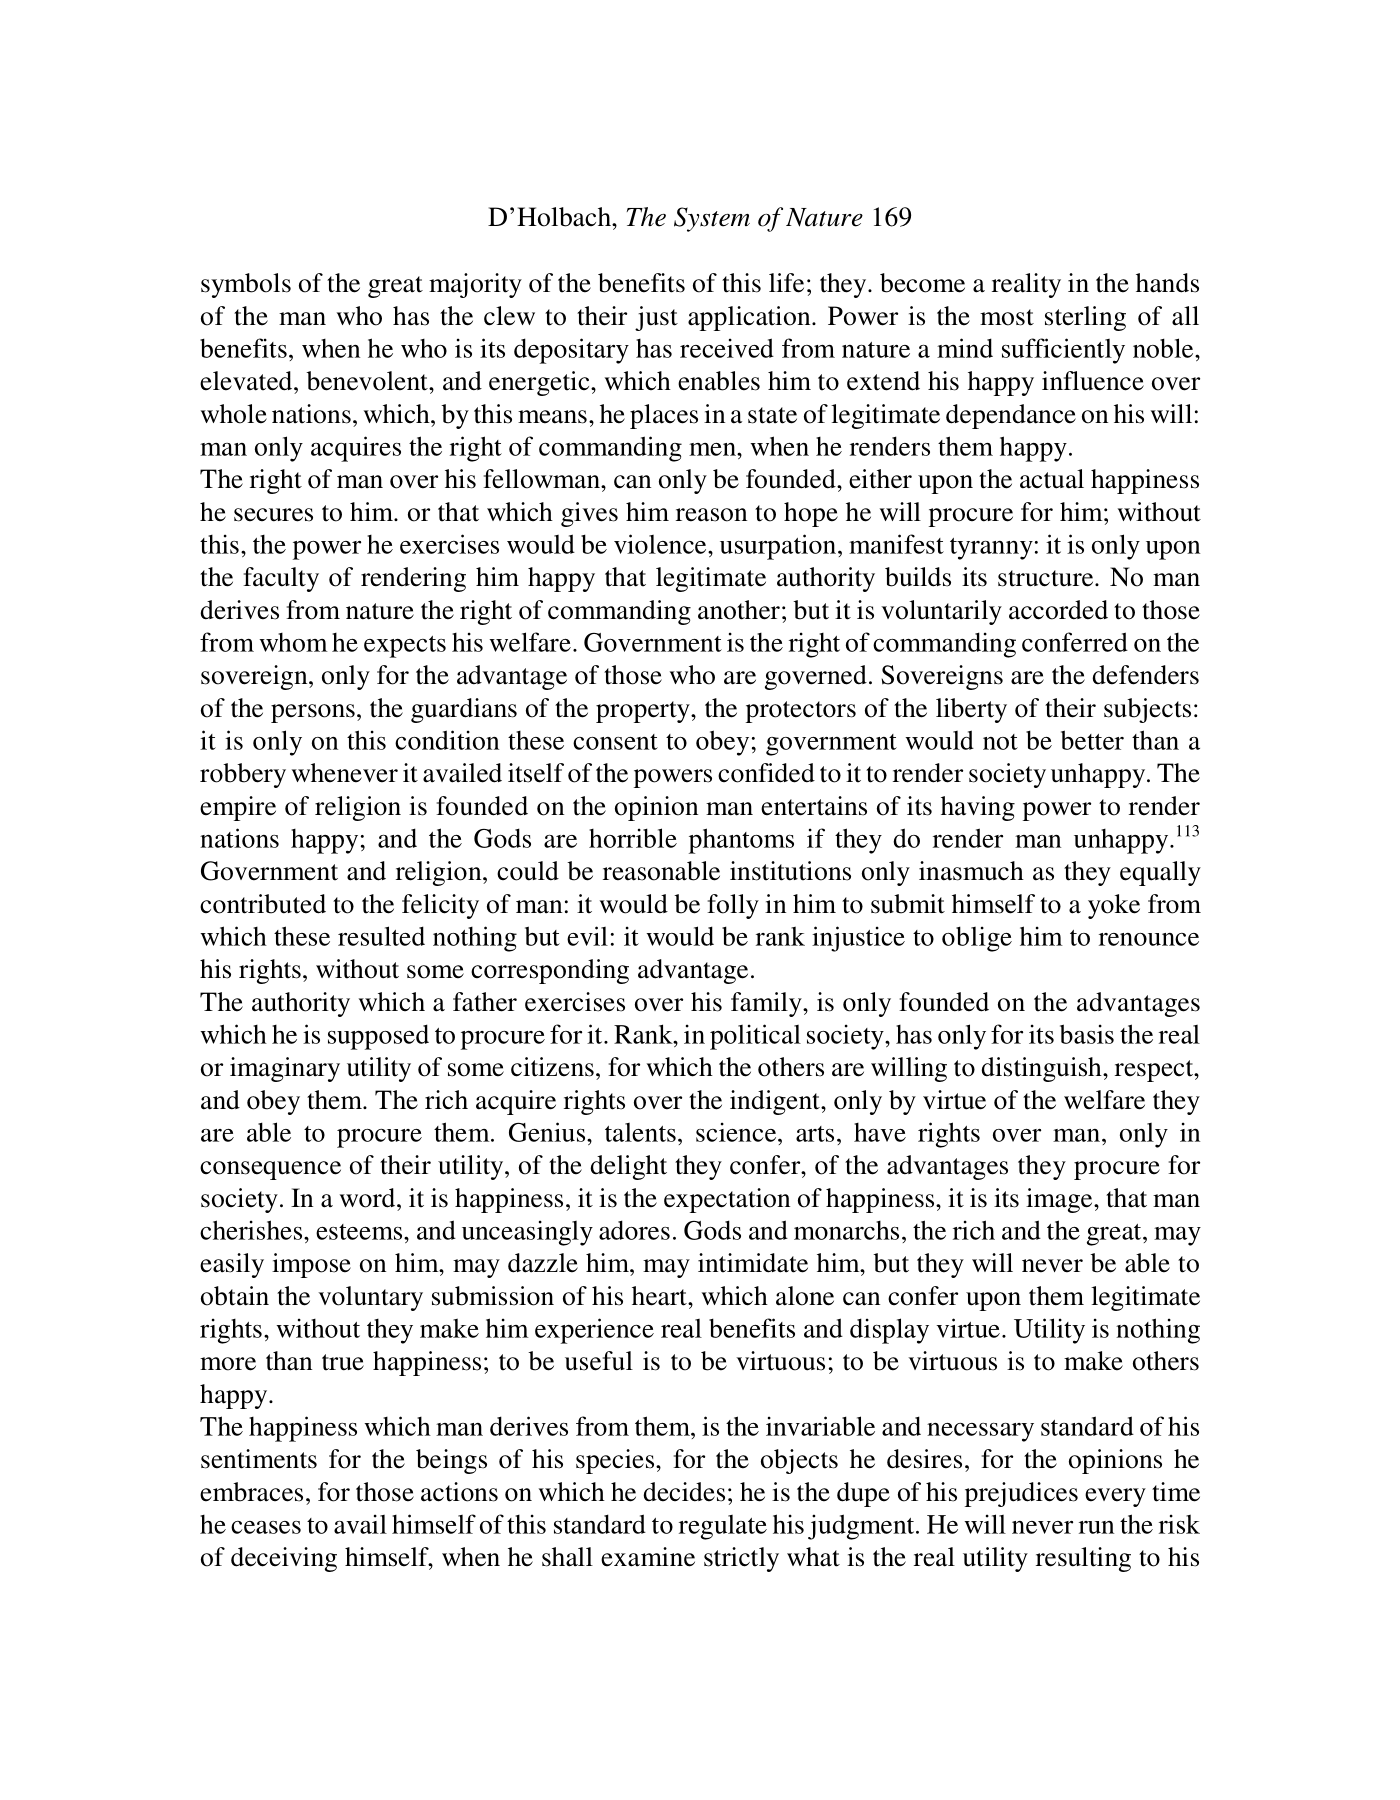 D’Holbach, The System of Nature 169
symbols of the great majority of the benefits of this life; they. become a reality in the hands
of the man who has the clew to their just application. Power is the most sterling of all
benefits, when he who is its depositary has received from nature a mind sufficiently noble,
elevated, benevolent, and energetic, which enables him to extend his happy influence over
whole nations, which, by this means, he places in a state of legitimate dependance on his will:
man only acquires the right of commanding men, when he renders them happy.
The right of man over his fellowman, can only be founded, either upon the actual happiness
he secures to him. or that which gives him reason to hope he will procure for him; without
this, the power he exercises would be violence, usurpation, manifest tyranny: it is only upon
the faculty of rendering him happy that legitimate authority builds its structure. No man
derives from nature the right of commanding another; but it is voluntarily accorded to those
from whom he expects his welfare. Government is the right of commanding conferred on the
sovereign, only for the advantage of those who are governed. Sovereigns are the defenders
of the persons, the guardians of the property, the protectors of the liberty of their subjects:
it is only on this condition these consent to obey; government would not be better than a
robbery whenever it availed itself of the powers confided to it to render society unhappy. The
empire of religion is founded on the opinion man entertains of its having power to render
nations happy; and the Gods are horrible phantoms if they do render man unhappy.113
Government and religion, could be reasonable institutions only inasmuch as they equally
contributed to the felicity of man: it would be folly in him to submit himself to a yoke from
which these resulted nothing but evil: it would be rank injustice to oblige him to renounce
his rights, without some corresponding advantage.
The authority which a father exercises over his family, is only founded on the advantages
which he is supposed to procure for it. Rank, in political society, has only for its basis the real
or imaginary utility of some citizens, for which the others are willing to distinguish, respect,
and obey them. The rich acquire rights over the indigent, only by virtue of the welfare they
are able to procure them. Genius, talents, science, arts, have rights over man, only in
consequence of their utility, of the delight they confer, of the advantages they procure for
society. In a word, it is happiness, it is the expectation of happiness, it is its image, that man
cherishes, esteems, and unceasingly adores. Gods and monarchs, the rich and the great, may
easily impose on him, may dazzle him, may intimidate him, but they will never be able to
obtain the voluntary submission of his heart, which alone can confer upon them legitimate
rights, without they make him experience real benefits and display virtue. Utility is nothing
more than true happiness; to be useful is to be virtuous; to be virtuous is to make others
happy.
The happiness which man derives from them, is the invariable and necessary standard of his
sentiments for the beings of his species, for the objects he desires, for the opinions he
embraces, for those actions on which he decides; he is the dupe of his prejudices every time
he ceases to avail himself of this standard to regulate his judgment. He will never run the risk
of deceiving himself, when he shall examine strictly what is the real utility resulting to his